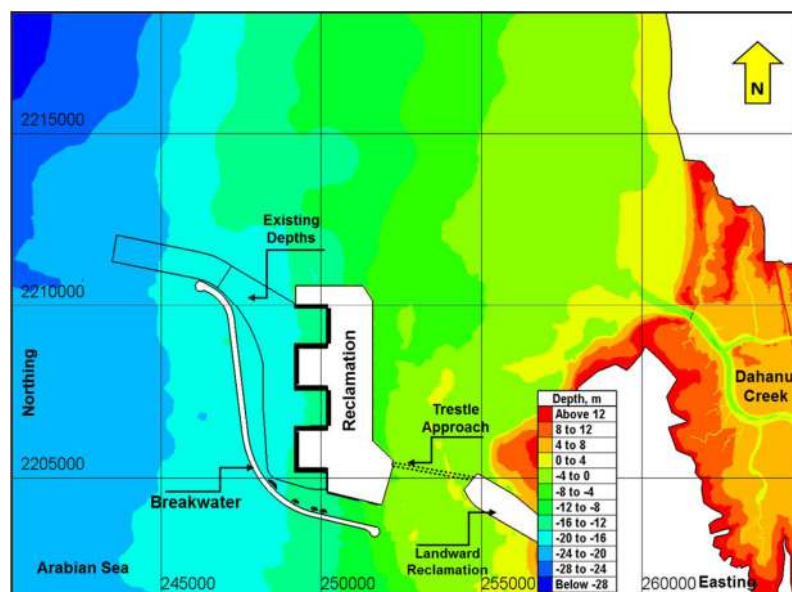 N
2215000
Existing
Depths
2210000
Northing
Reclamation
Dahanu
Creek
Trestle
Approach
2205000
Breakwater
Landward
Reclamation
Arabian Sea
245000
250000
255000
260000
Easting
Depth, m
Above 12
8 to 12
4 to 8
0 to 4
-4 to 0
-8 to -4
-12 to -8
-16 to -12
-20 to -16
-24 to -20
-28 to -24
Below -28